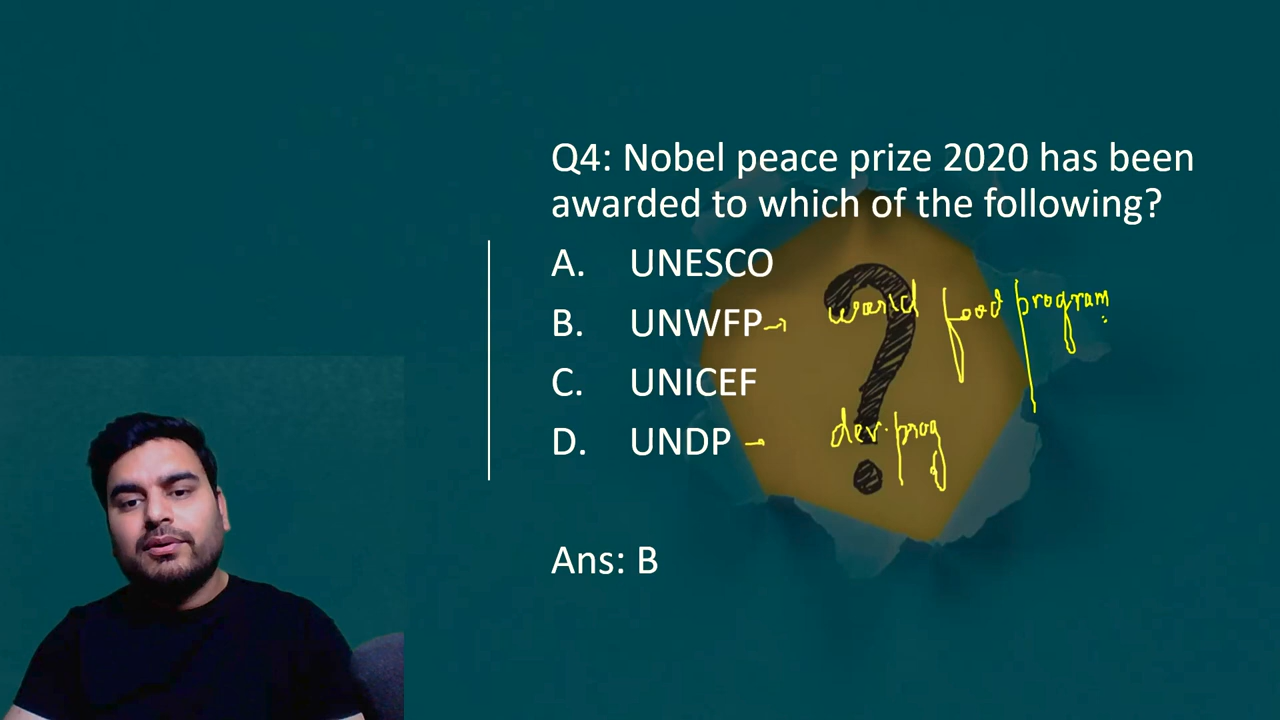 Q4: Nobel peace prize 2020 has been
awarded to which of the following?
A. UNESCO
B. UNWFP → world food program
C. UNICEF
D. UNDP → dev. prog
Ans: B